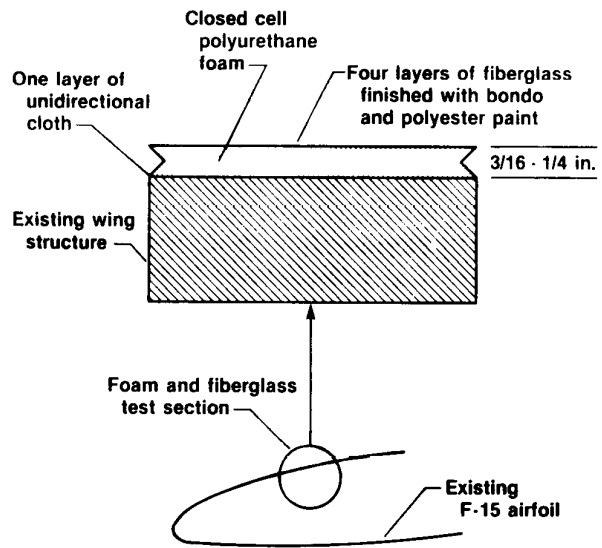 Closed cell
polyurethane
foam
Four layers of fiberglass
finished with bondo
and polyester paint
One layer of
unidirectional
cloth
3/16 - 1/4 in.
Existing wing
structure
Foam and fiberglass
test section
Existing
F-15 airfoil